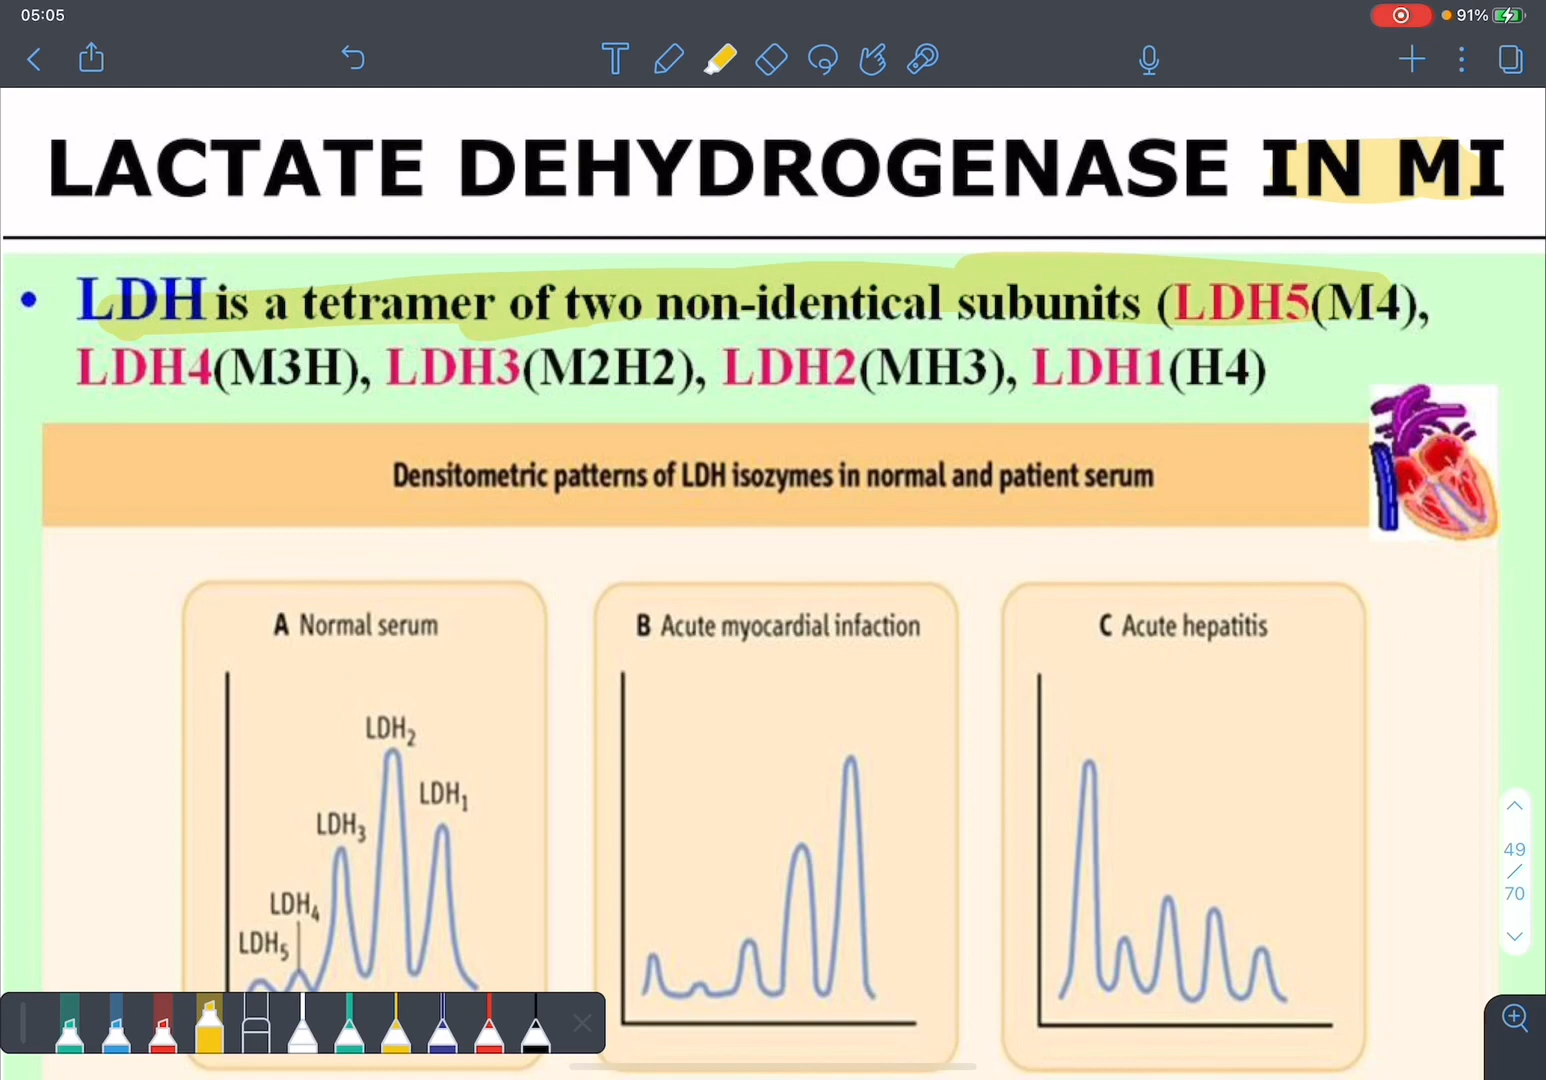 05:05
91%
LACTATE DEHYDROGENASE IN MI
• LDH is a tetramer of two non-identical subunits (LDH5(M4),
LDH4(M3H), LDH3(M2H2), LDH2(MH3), LDH1(H4)
Densitometric patterns of LDH isozymes in normal and patient serum
A Normal serum
LDH2
LDH1
LDH3
LDH4
LDH5
B Acute myocardial infaction
C Acute hepatitis
49
/
70